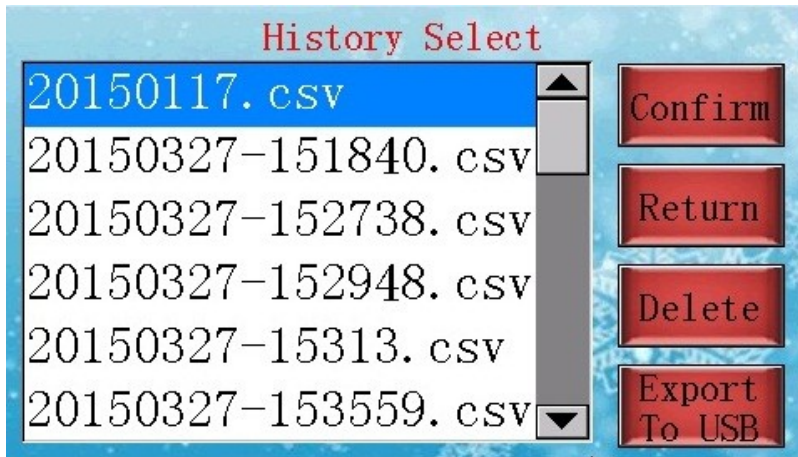 History Select
20150117.csv
20150327-151840.csv
20150327-152738.csv
20150327-152948.csv
20150327-15313.csv
20150327-153559.csv
Confirm
Return
Delete
Export
To USB